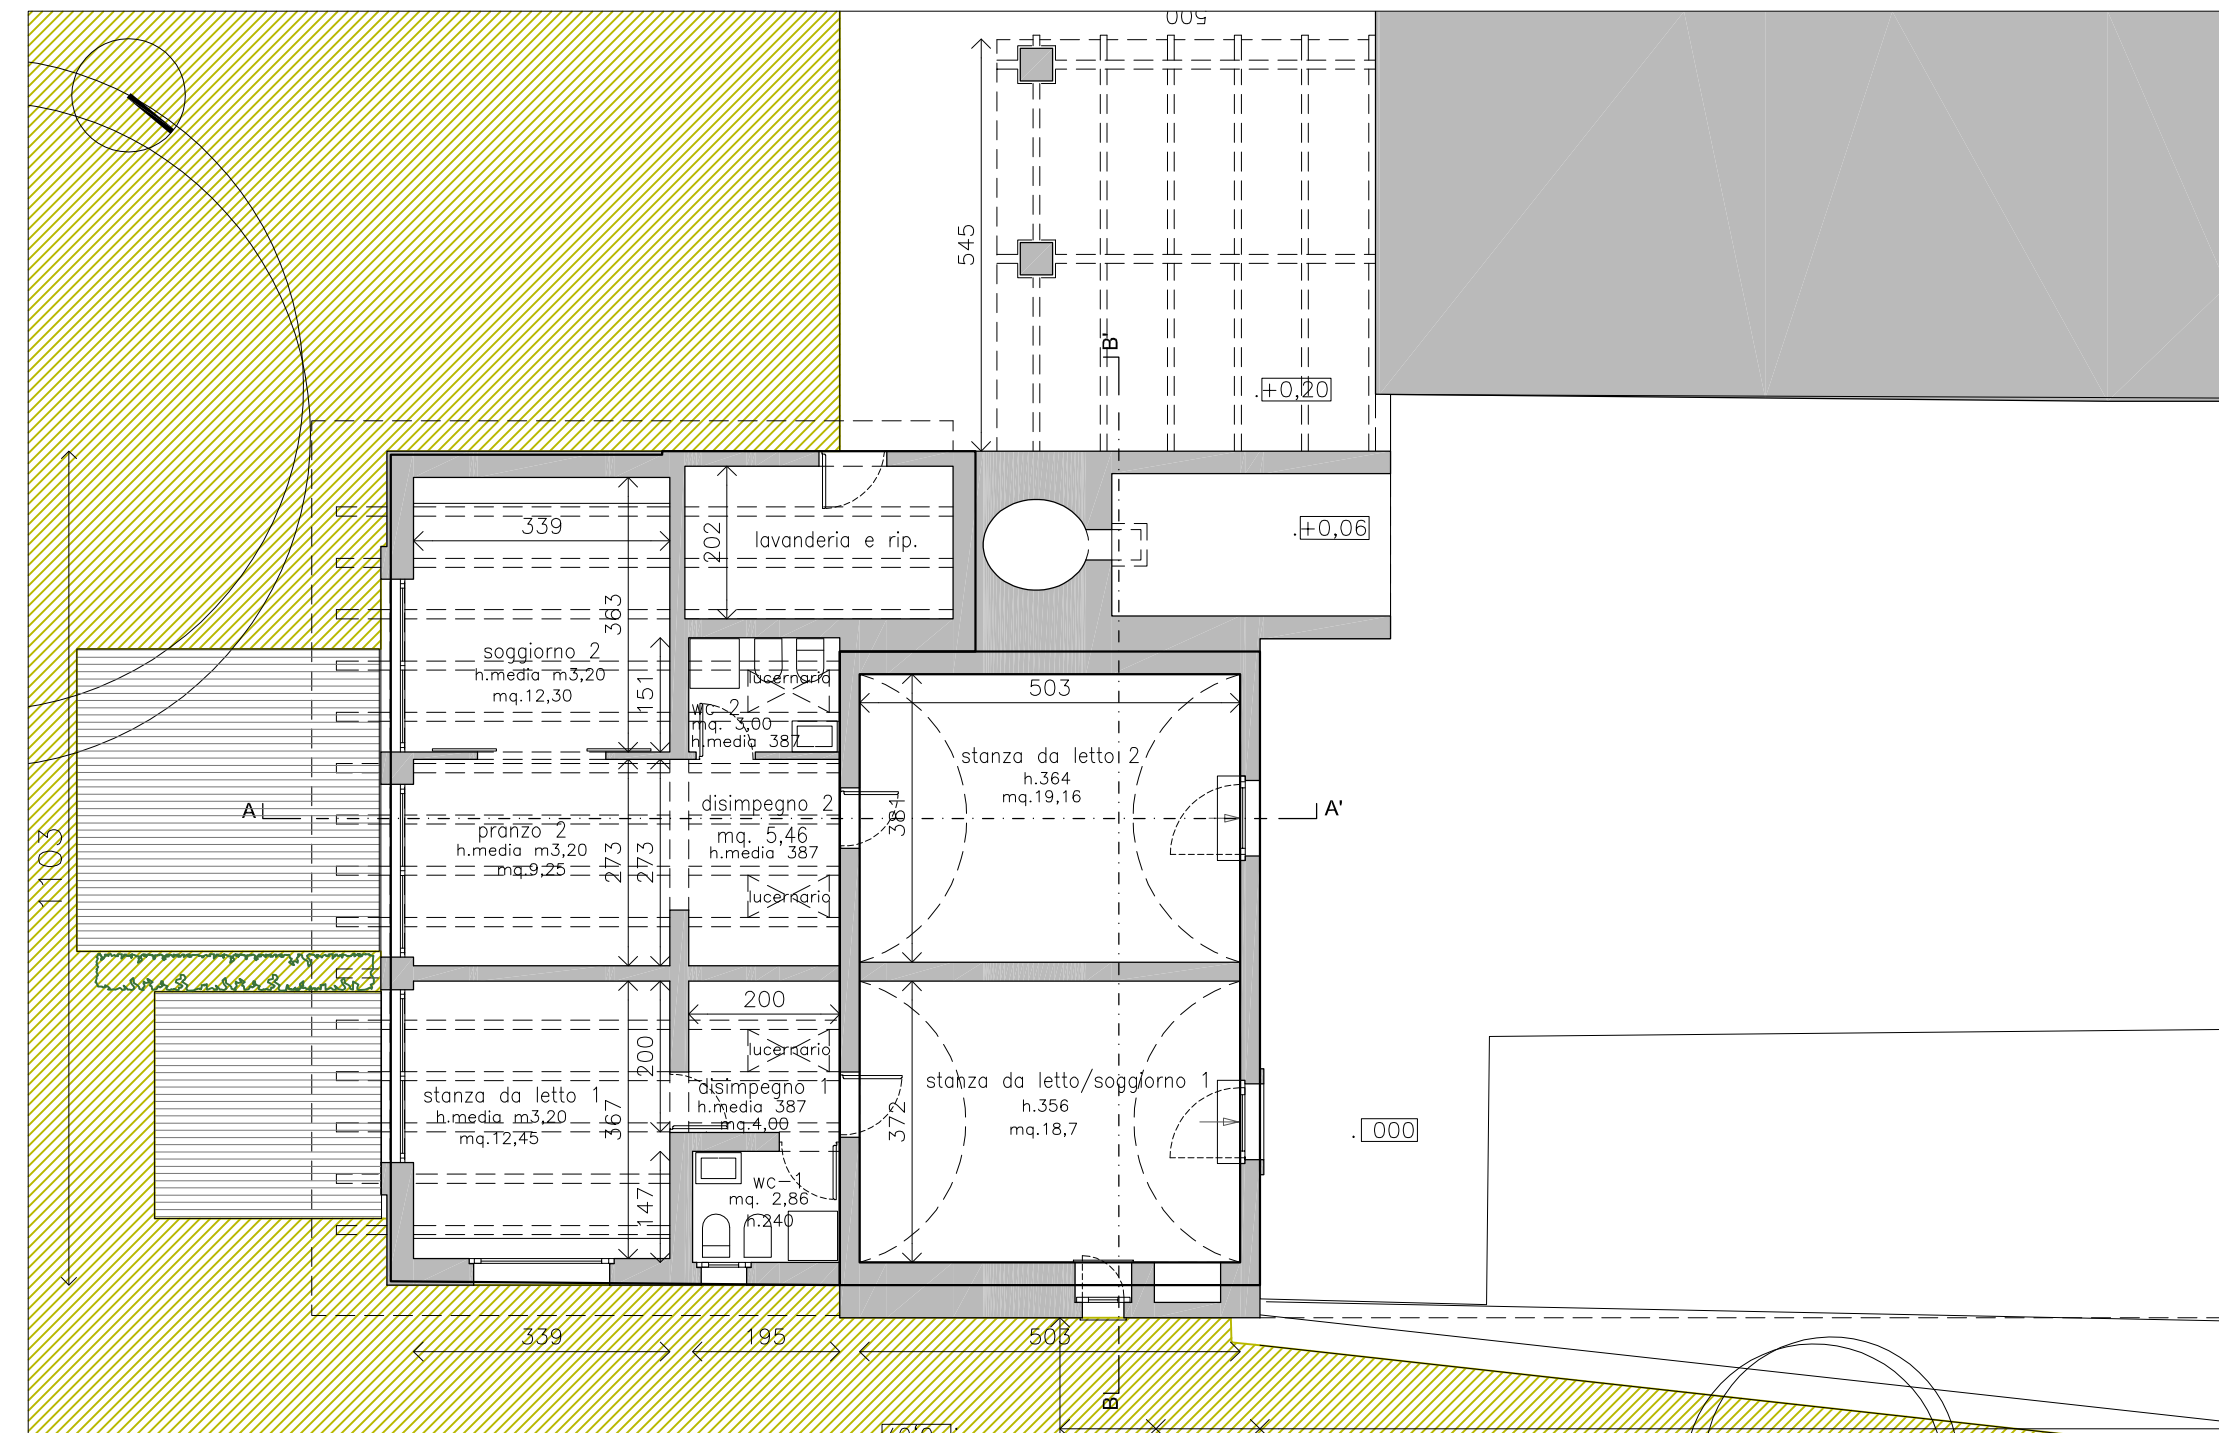 500
545
B'
.+0,20
.+0,06
339
202
lavanderia e rip.
363
soggiorno 2
h.media m3,20
mq.12,30
151
lucernario
wc-2
mq. 3,00
h.media 387
503
stanza da letto 2
h.364
mq.19,16
381
A
A'
1103
pranzo 2
h.media m3,20
mq.9,25
273
273
disimpegno 2
mq. 5,46
h.media 387
lucernario
200
200
lucernario
stanza da letto 1
h.media m3,20
mq.12,45
367
disimpegno 1
h.media 387
mq.4,00
372
stanza da letto/soggiorno 1
h.356
mq.18,7
. 000
147
wc-1
mq. 2,86
h.240
339
195
503
B